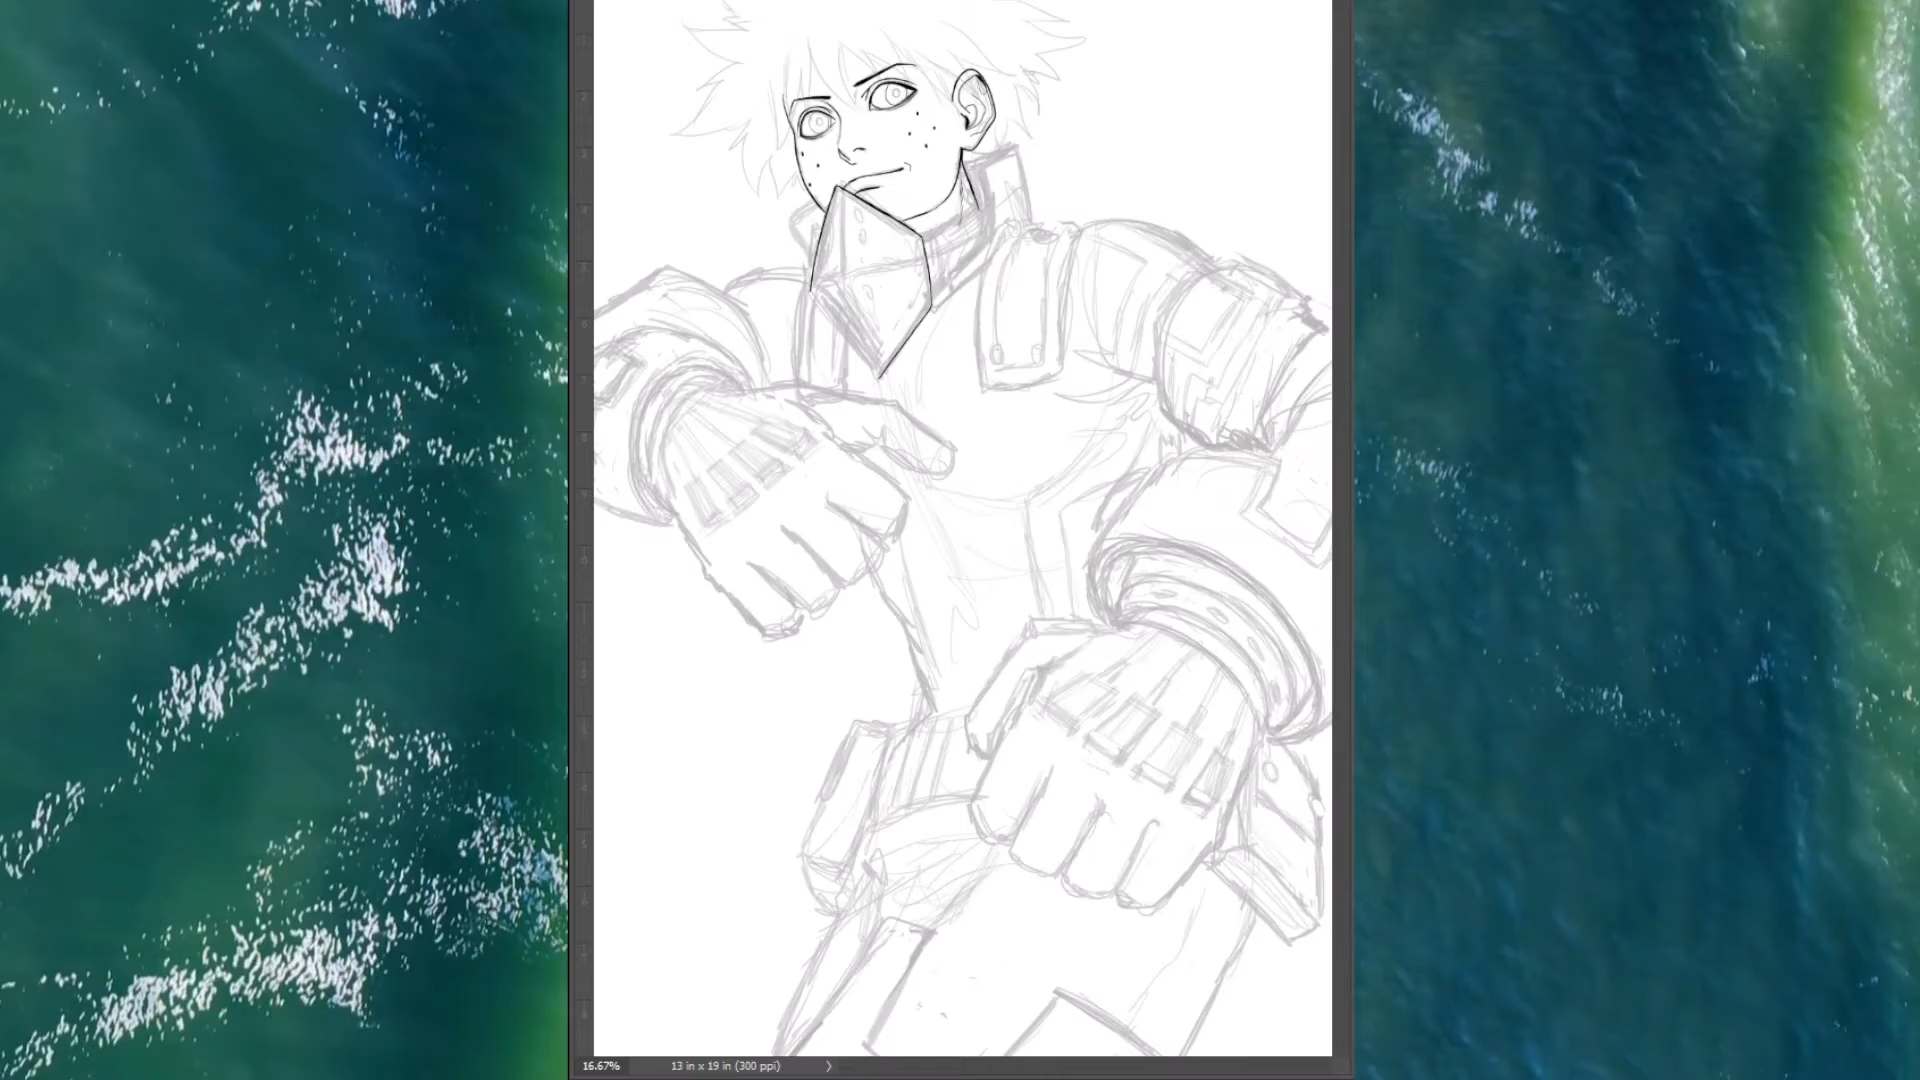 16.67% 13 in x 19 in (300 ppi)